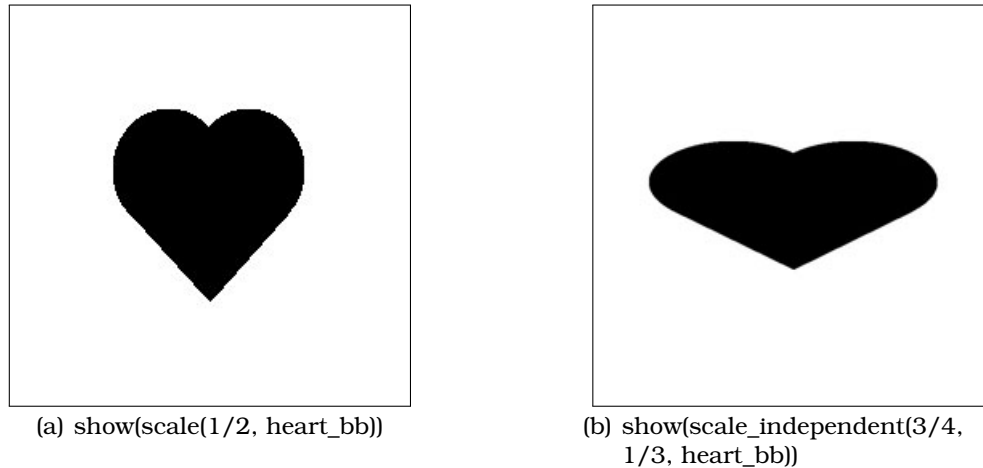 (a) show(scale(1/2, heart_bb))
(b) show(scale_independent(3/4,
1/3, heart_bb))